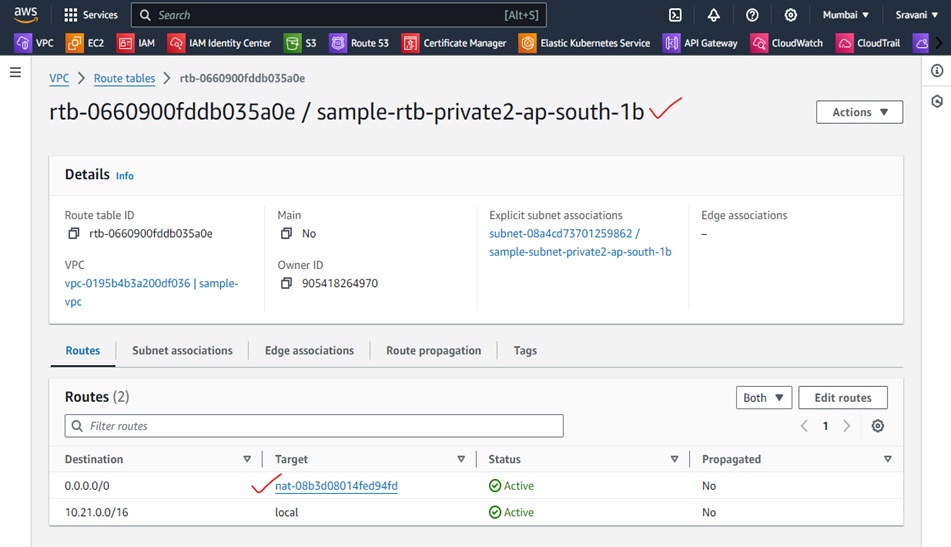 aws Services Search [Alt+S] Mumbai ▼ Sravani ▼
VPC EC2 IAM IAM Identity Center S3 Route 53 Certificate Manager Elastic Kubernetes Service API Gateway CloudWatch CloudTrail
VPC > Route tables > rtb-0660900fddb035a0e
rtb-0660900fddb035a0e / sample-rtb-private2-ap-south-1b
Actions ▼
Details Info
Route table ID
rtb-0660900fddb035a0e
Main
No
Explicit subnet associations
subnet-08a4cd73701259862 /
sample-subnet-private2-ap-south-1b
Edge associations
–
VPC
vpc-0195b4b3a200df036 | sample-
vpc
Owner ID
905418264970
Routes Subnet associations Edge associations Route propagation Tags
Routes (2)
Both ▼ Edit routes
Filter routes
< 1 >
Destination Target Status Propagated
0.0.0.0/0 nat-08b3d08014fed94fd Active No
10.21.0.0/16 local Active No